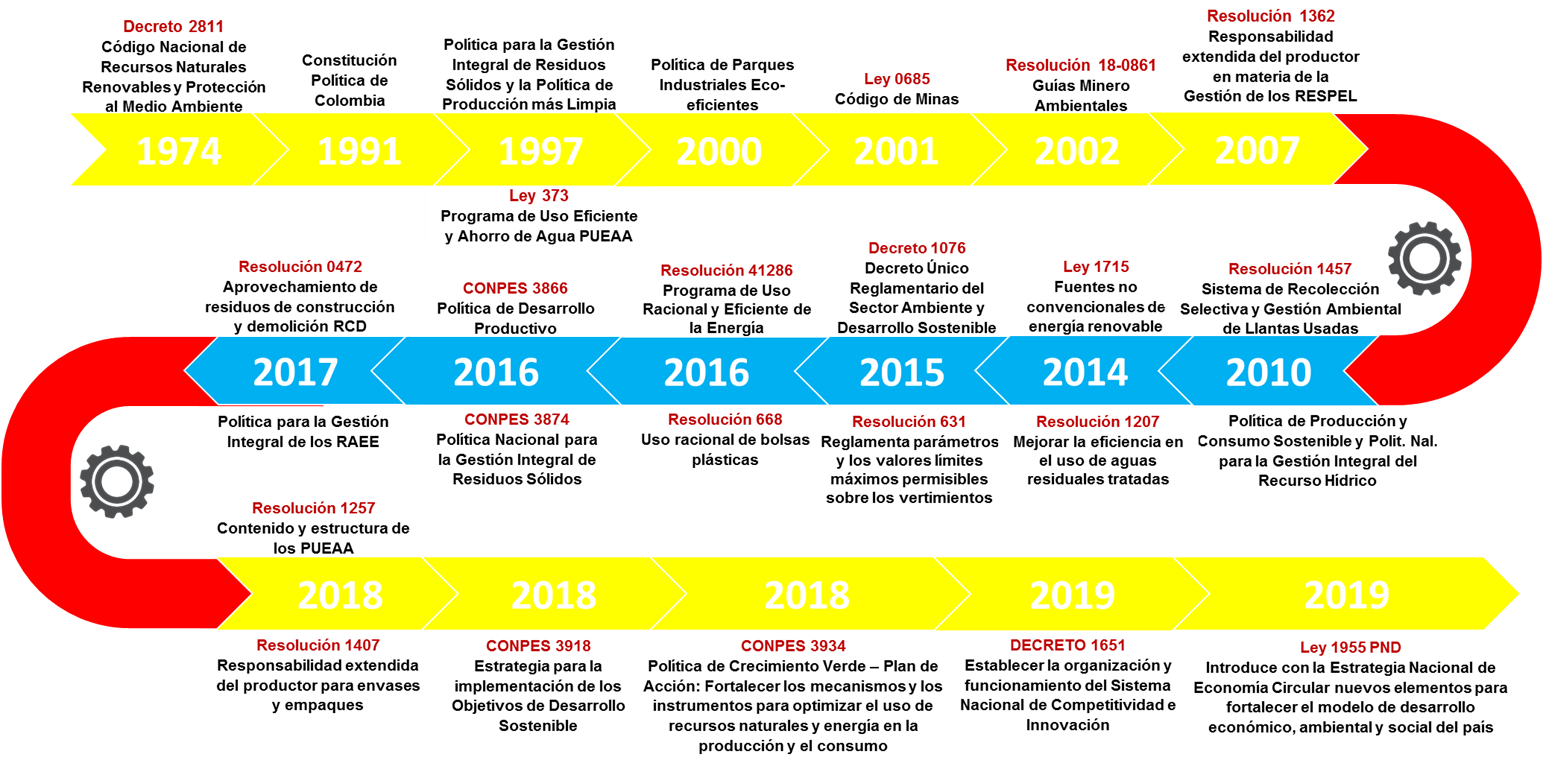 Decreto 2811
Código Nacional de
Recursos Naturales
Renovables y Protección
al Medio Ambiente
1974
Constitución
Política de
Colombia
1991
Política para la Gestión
Integral de Residuos
Sólidos y la Política de
Producción más Limpia
1997
Ley 373
Programa de Uso Eficiente
y Ahorro de Agua PUEAA
Política de Parques
Industriales Eco-
eficientes
2000
Ley 0685
Código de Minas
2001
Resolución 18-0861
Guías Minero
Ambientales
2002
Resolución 1362
Responsabilidad
extendida del productor
en materia de la
Gestión de los RESPEL
2007
Resolución 1457
Sistema de Recolección
Selectiva y Gestión Ambiental
de Llantas Usadas
2010
Política de Producción y
Consumo Sostenible y Polit. Nal.
para la Gestión Integral del
Recurso Hídrico
Ley 1715
Fuentes no
convencionales de
energía renovable
2014
Resolución 1207
Mejorar la eficiencia en
el uso de aguas
residuales tratadas
Decreto 1076
Decreto Único
Reglamentario del
Sector Ambiente y
Desarrollo Sostenible
2015
Resolución 631
Reglamenta parámetros
y los valores límites
máximos permisibles
sobre los vertimientos
Resolución 41286
Programa de Uso
Racional y Eficiente de
la Energía
2016
Resolución 668
Uso racional de bolsas
plásticas
CONPES 3866
Política de Desarrollo
Productivo
2016
CONPES 3874
Política Nacional para
la Gestión Integral de
Residuos Sólidos
Resolución 0472
Aprovechamiento de
residuos de construcción
y demolición RCD
2017
Política para la Gestión
Integral de los RAEE
Resolución 1257
Contenido y estructura de
los PUEAA
2018
Resolución 1407
Responsabilidad extendida
del productor para envases
y empaques
2018
CONPES 3918
Estrategia para la
implementación de los
Objetivos de Desarrollo
Sostenible
2018
CONPES 3934
Política de Crecimiento Verde – Plan de
Acción: Fortalecer los mecanismos y los
instrumentos para optimizar el uso de
recursos naturales y energía en la
producción y el consumo
2019
DECRETO 1651
Establecer la organización y
funcionamiento del Sistema
Nacional de Competitividad e
Innovación
2019
Ley 1955 PND
Introduce con la Estrategia Nacional de
Economía Circular nuevos elementos para
fortalecer el modelo de desarrollo
económico, ambiental y social del país